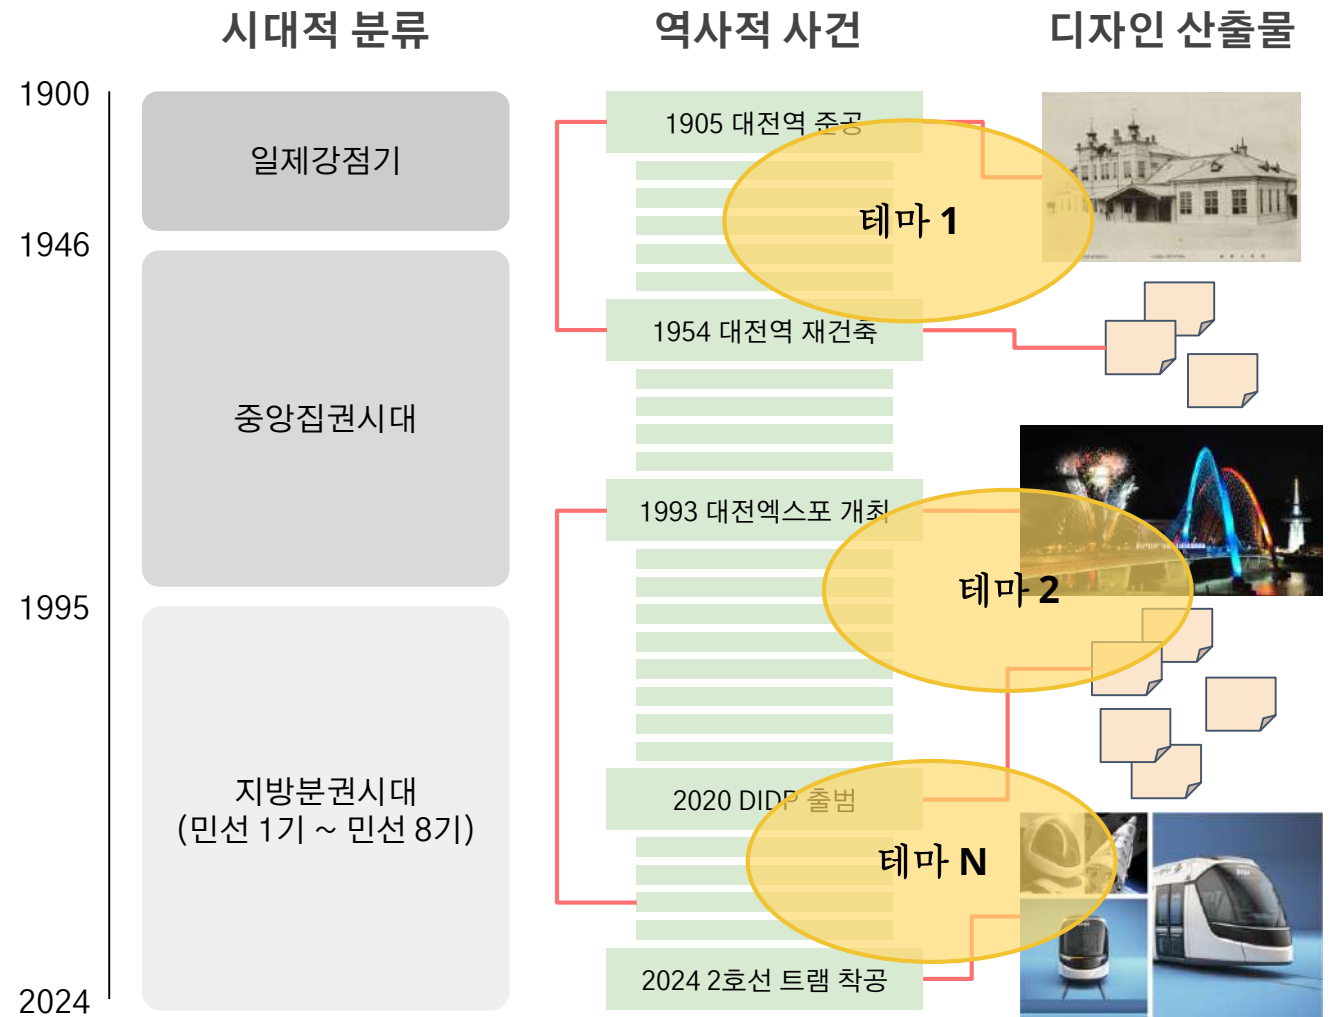 시대적 분류
역사적 사건
디자인 산출물
1900
일제강점기
1946
중앙집권시대
1995
지방분권시대
(민선 1기 ~ 민선 8기)
2024
1905 대전역 준공
테마 1
1954 대전역 재건축
1993 대전엑스포 개최
테마 2
2020 DIDP 출범
테마 N
2024 2호선 트램 착공